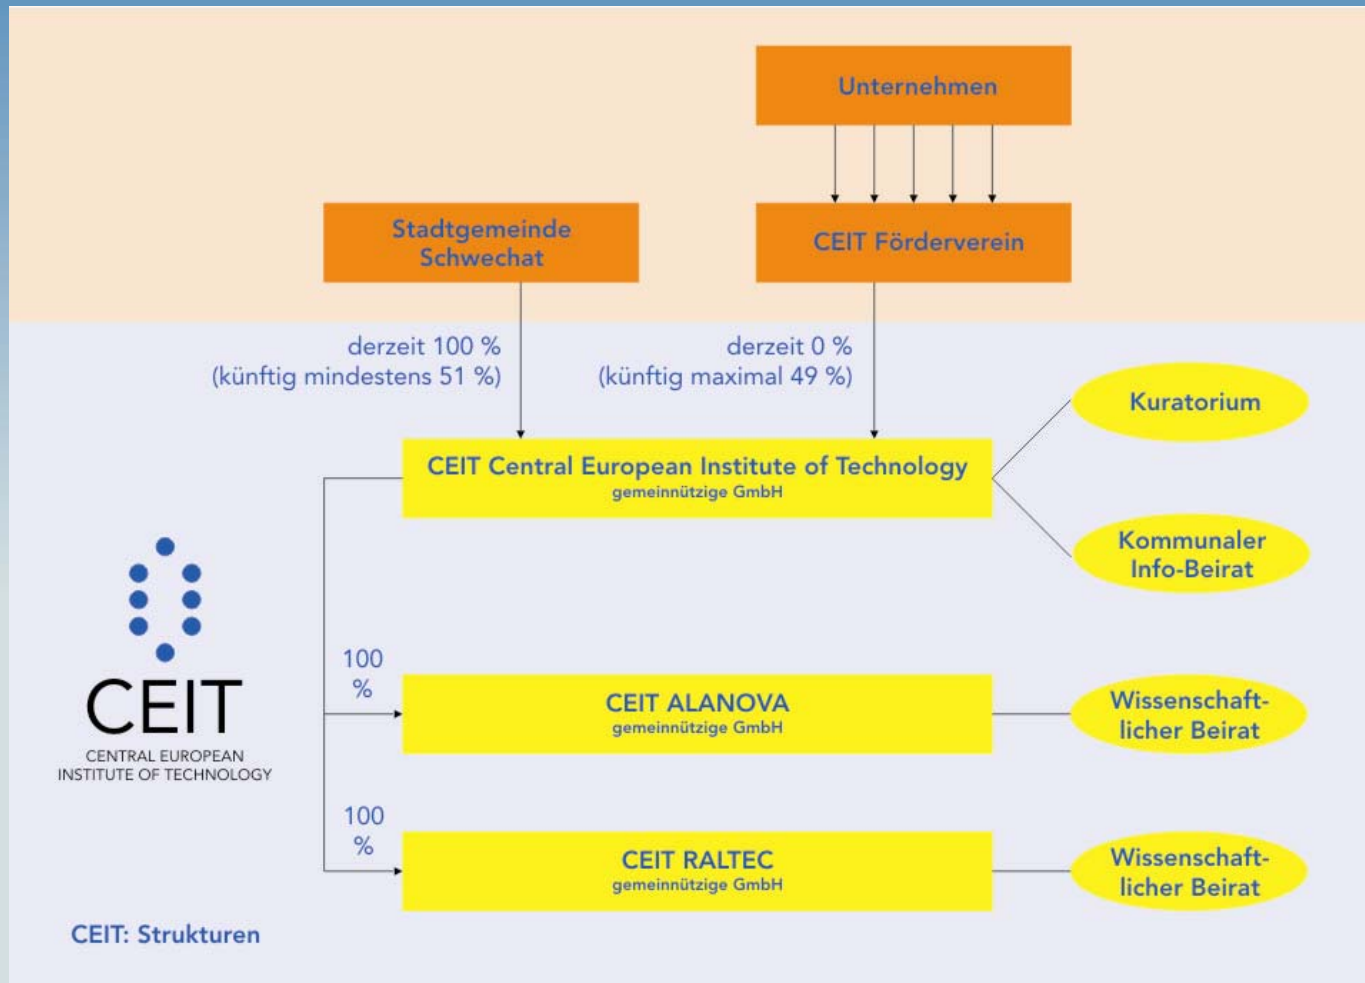 Unternehmen
Stadtgemeinde
Schwechat
CEIT Förderverein
derzeit 100 %
(künftig mindestens 51 %)
derzeit 0 %
(künftig maximal 49 %)
Kuratorium
CEIT Central European Institute of Technology
gemeinnützige GmbH
Kommunaler
Info-Beirat
CEIT
CENTRAL EUROPEAN
INSTITUTE OF TECHNOLOGY
100
%
CEIT ALANOVA
gemeinnützige GmbH
Wissenschaft-
licher Beirat
100
%
CEIT RALTEC
gemeinnützige GmbH
Wissenschaft-
licher Beirat
CEIT: Strukturen